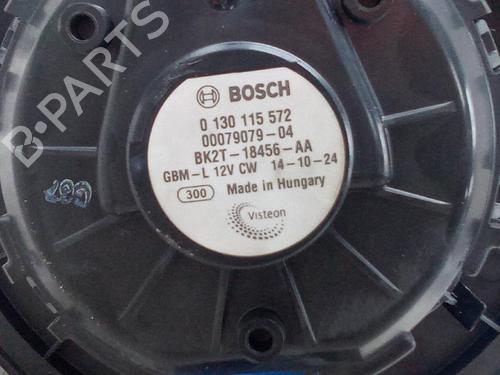 B-PARTS
BOSCH
0 130 115 572
00079079-04
BK2T-18456-AA
GBM-L 12V CW 14-10-24
300 Made in Hungary
Visteon